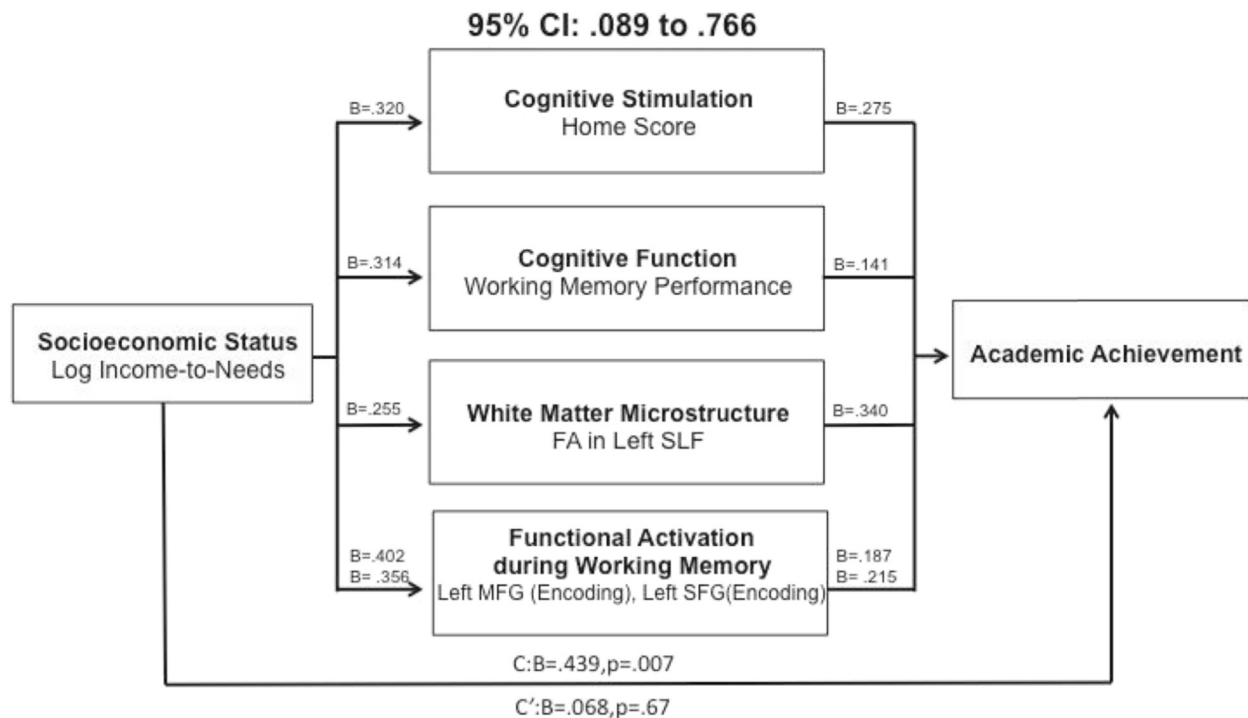 95% CI: .089 to .766
Cognitive Stimulation
Home Score
B=.320
B=.275
Cognitive Function
Working Memory Performance
B=.314
B=.141
Socioeconomic Status
Log Income-to-Needs
Academic Achievement
White Matter Microstructure
FA in Left SLF
B=.255
B=.340
Functional Activation
during Working Memory
Left MFG (Encoding), Left SFG(Encoding)
B=.402
B= .356
B=.187
B= .215
C:B=.439,p=.007
C′:B=.068,p=.67